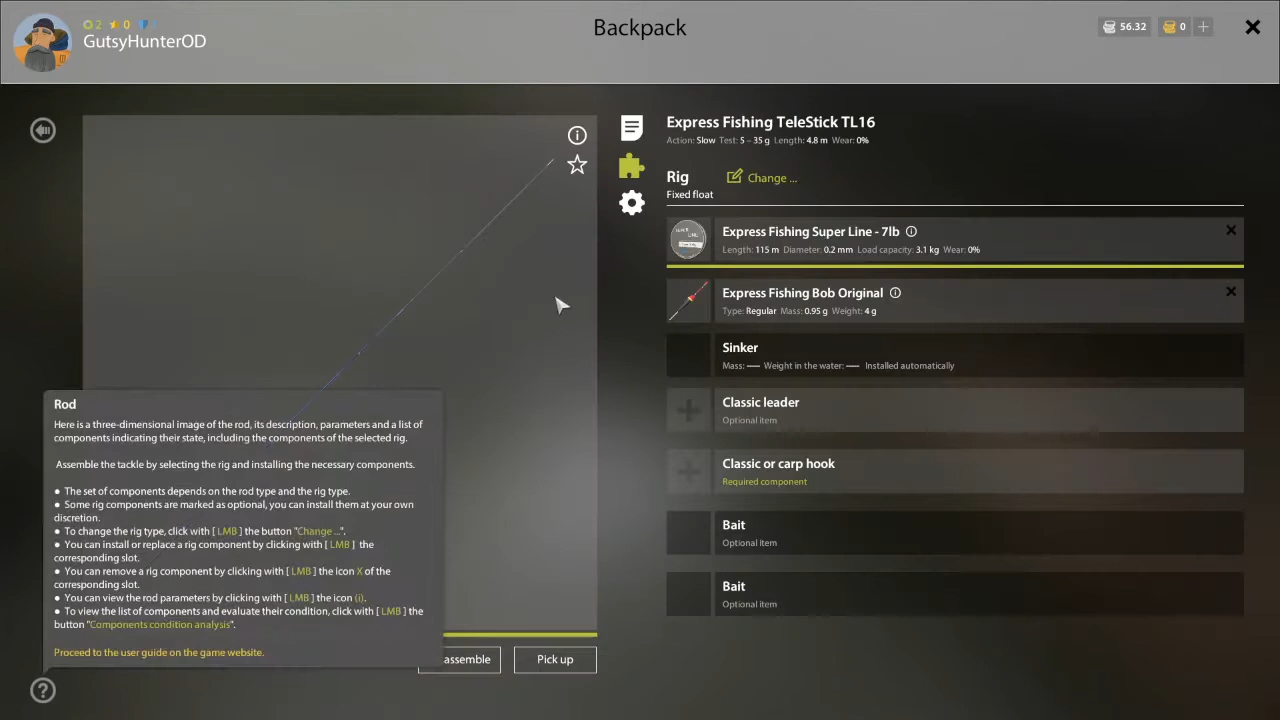 2 0
GutsyHunterOD
Backpack
56.32
0
Express Fishing TeleStick TL16
Action: Slow Test: 5 – 35 g Length: 4.8 m Wear: 0%
Rig
Change ...
Fixed float
Express Fishing Super Line - 7lb
Length: 115 m Diameter: 0.2 mm Load capacity: 3.1 kg Wear: 0%
Express Fishing Bob Original
Type: Regular Mass: 0.95 g Weight: 4 g
Sinker
Mass: — Weight in the water: — Installed automatically
Classic leader
Optional item
Classic or carp hook
Required component
Bait
Optional item
Bait
Optional item
Rod
Here is a three-dimensional image of the rod, its description, parameters and a list of
components indicating their state, including the components of the selected rig.
Assemble the tackle by selecting the rig and installing the necessary components.
• The set of components depends on the rod type and the rig type.
• Some rig components are marked as optional, you can install them at your own
discretion.
• To change the rig type, click with [ LMB ] the button "Change ...".
• You can install or replace a rig component by clicking with [ LMB ] the
corresponding slot.
• You can remove a rig component by clicking with [ LMB ] the icon X of the
corresponding slot.
• You can view the rod parameters by clicking with [ LMB ] the icon (i).
• To view the list of components and evaluate their condition, click with [ LMB ] the
button "Components condition analysis".
Proceed to the user guide on the game website.
assemble
Pick up